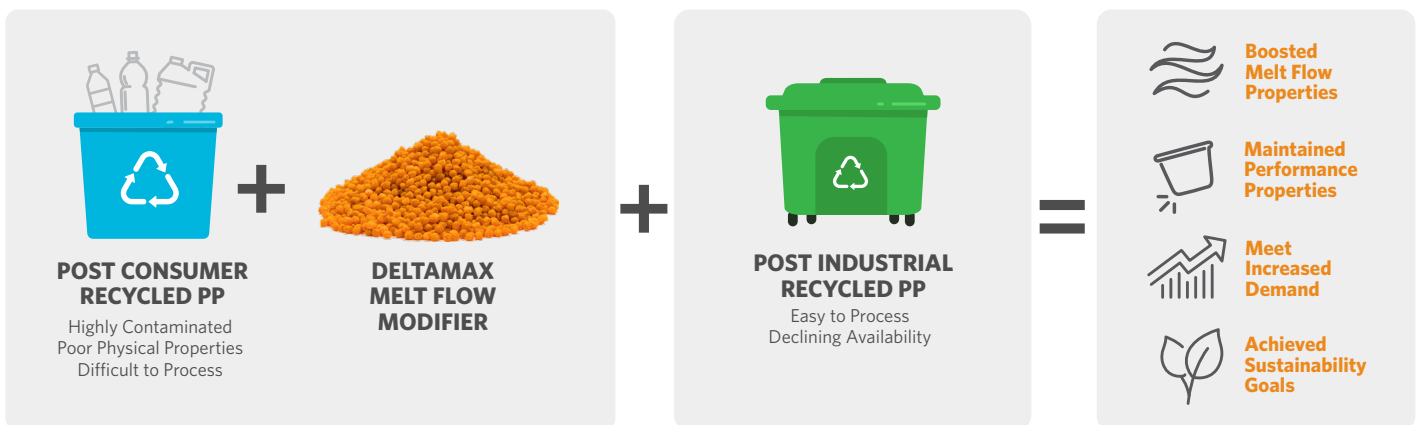 POST CONSUMER
RECYCLED PP
Highly Contaminated
Poor Physical Properties
Difficult to Process
+
DELTAMAX
MELT FLOW
MODIFIER
+
POST INDUSTRIAL
RECYCLED PP
Easy to Process
Declining Availability
=
Boosted
Melt Flow
Properties
Maintained
Performance
Properties
Meet
Increased
Demand
Achieved
Sustainability
Goals